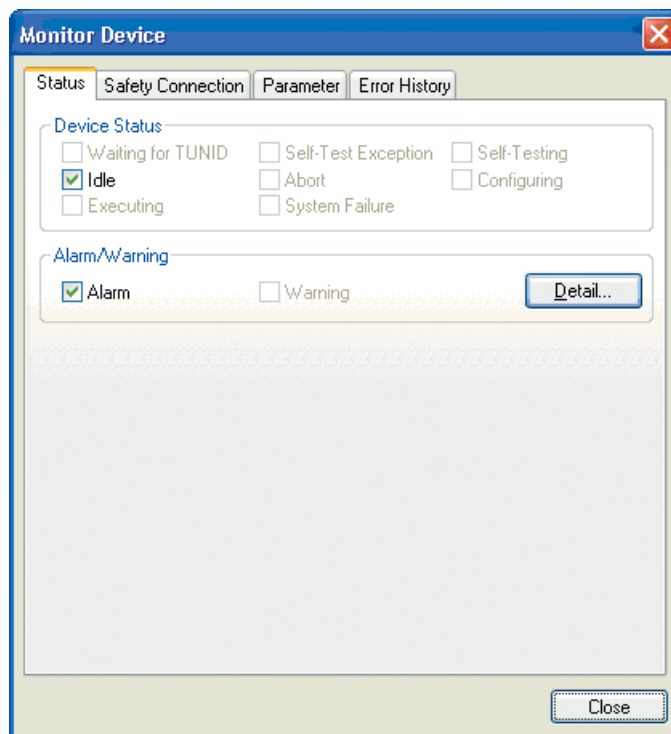 Monitor Device
Status Safety Connection Parameter Error History
Device Status
Waiting for TUNID Self-Test Exception Self-Testing
Idle Abort Configuring
Executing System Failure
Alarm/Warning
Alarm Warning Detail...
Close